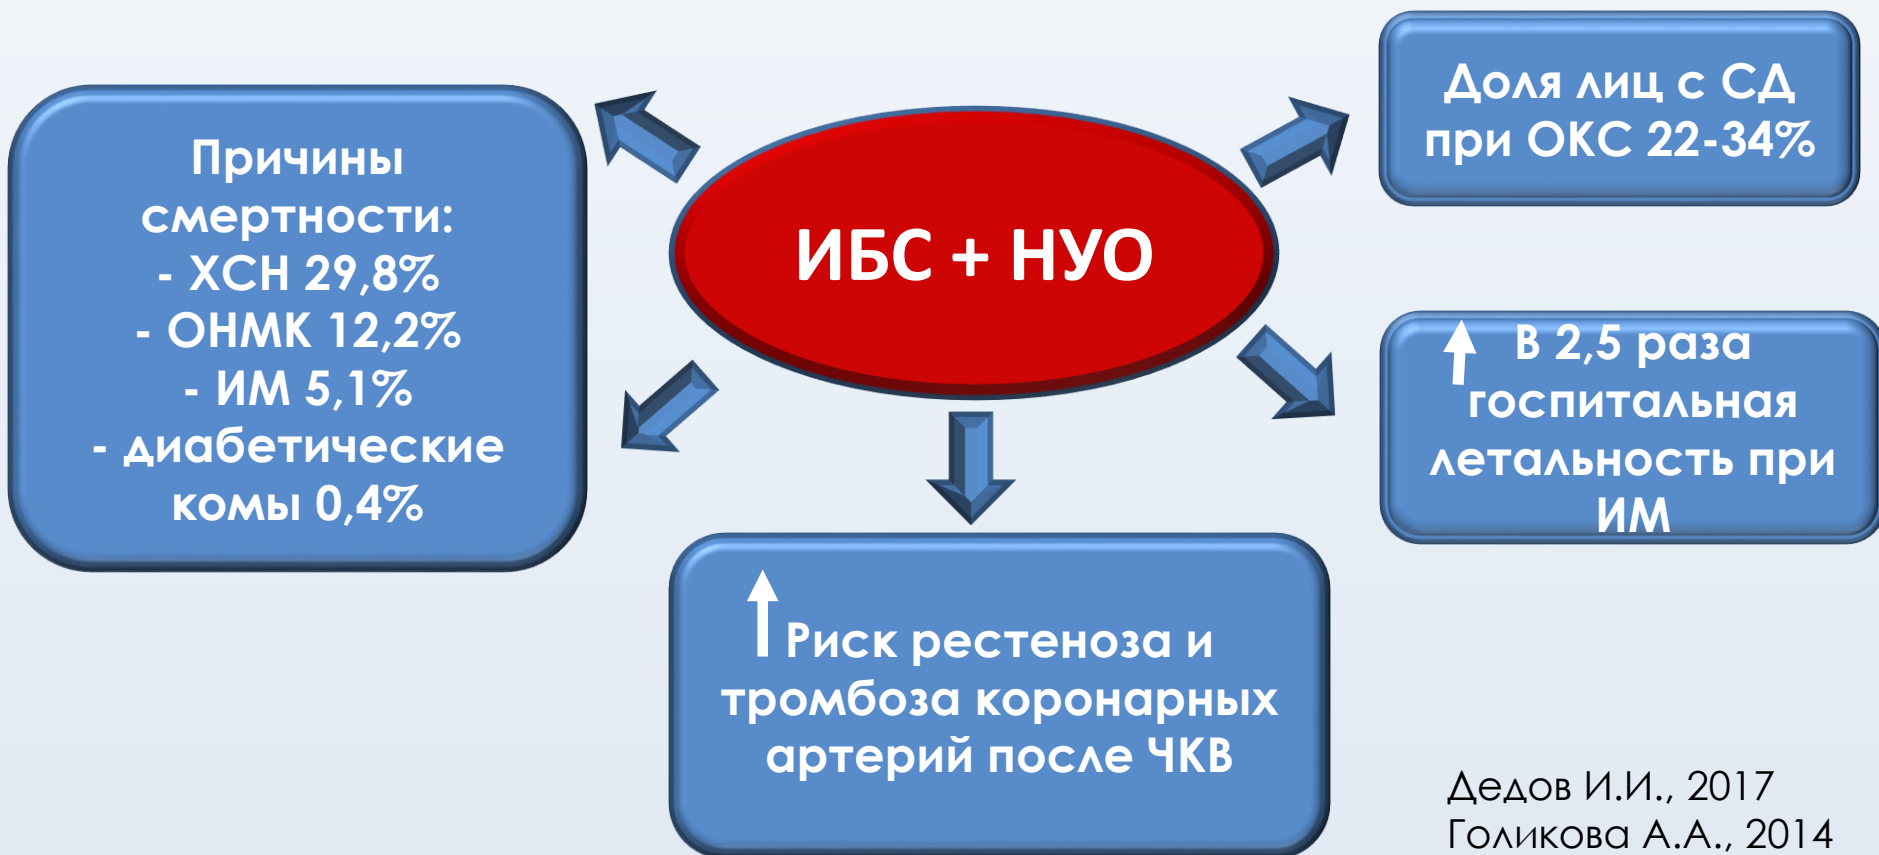 Причины
смертности:
- ХСН 29,8%
- ОНМК 12,2%
- ИМ 5,1%
- диабетические
комы 0,4%
ИБС + НУО
Доля лиц с СД
при ОКС 22-34%
В 2,5 раза
госпитальная
летальность при
ИМ
Риск рестеноза и
тромбоза коронарных
артерий после ЧКВ
Дедов И.И., 2017
Голикова А.А., 2014